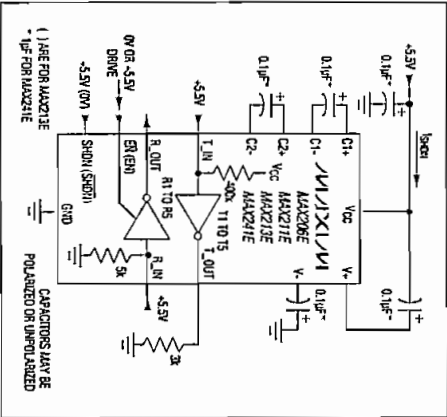 +5.5V
ISHDN
0.1µF*
0.1µF*
0.1µF*
0.1µF*
0.1µF*
C1+
VCC
V+
C1-
MAXIM
C2+
MAX206E
MAX211E
MAX213E
MAX241E
V-
C2-
VCC
400k
+5.5V
T_IN
T1 TO T5
T_OUT
3k
R_OUT
R1 TO R5
R_IN
+5.5V
0V OR +5.5V
DRIVE
EN (EN)
5k
+5.5V (0V)
SHDN (SHDN)
GND
( ) ARE FOR MAX213E
* 1µF FOR MAX241E
CAPACITORS MAY BE
POLARIZED OR UNPOLARIZED